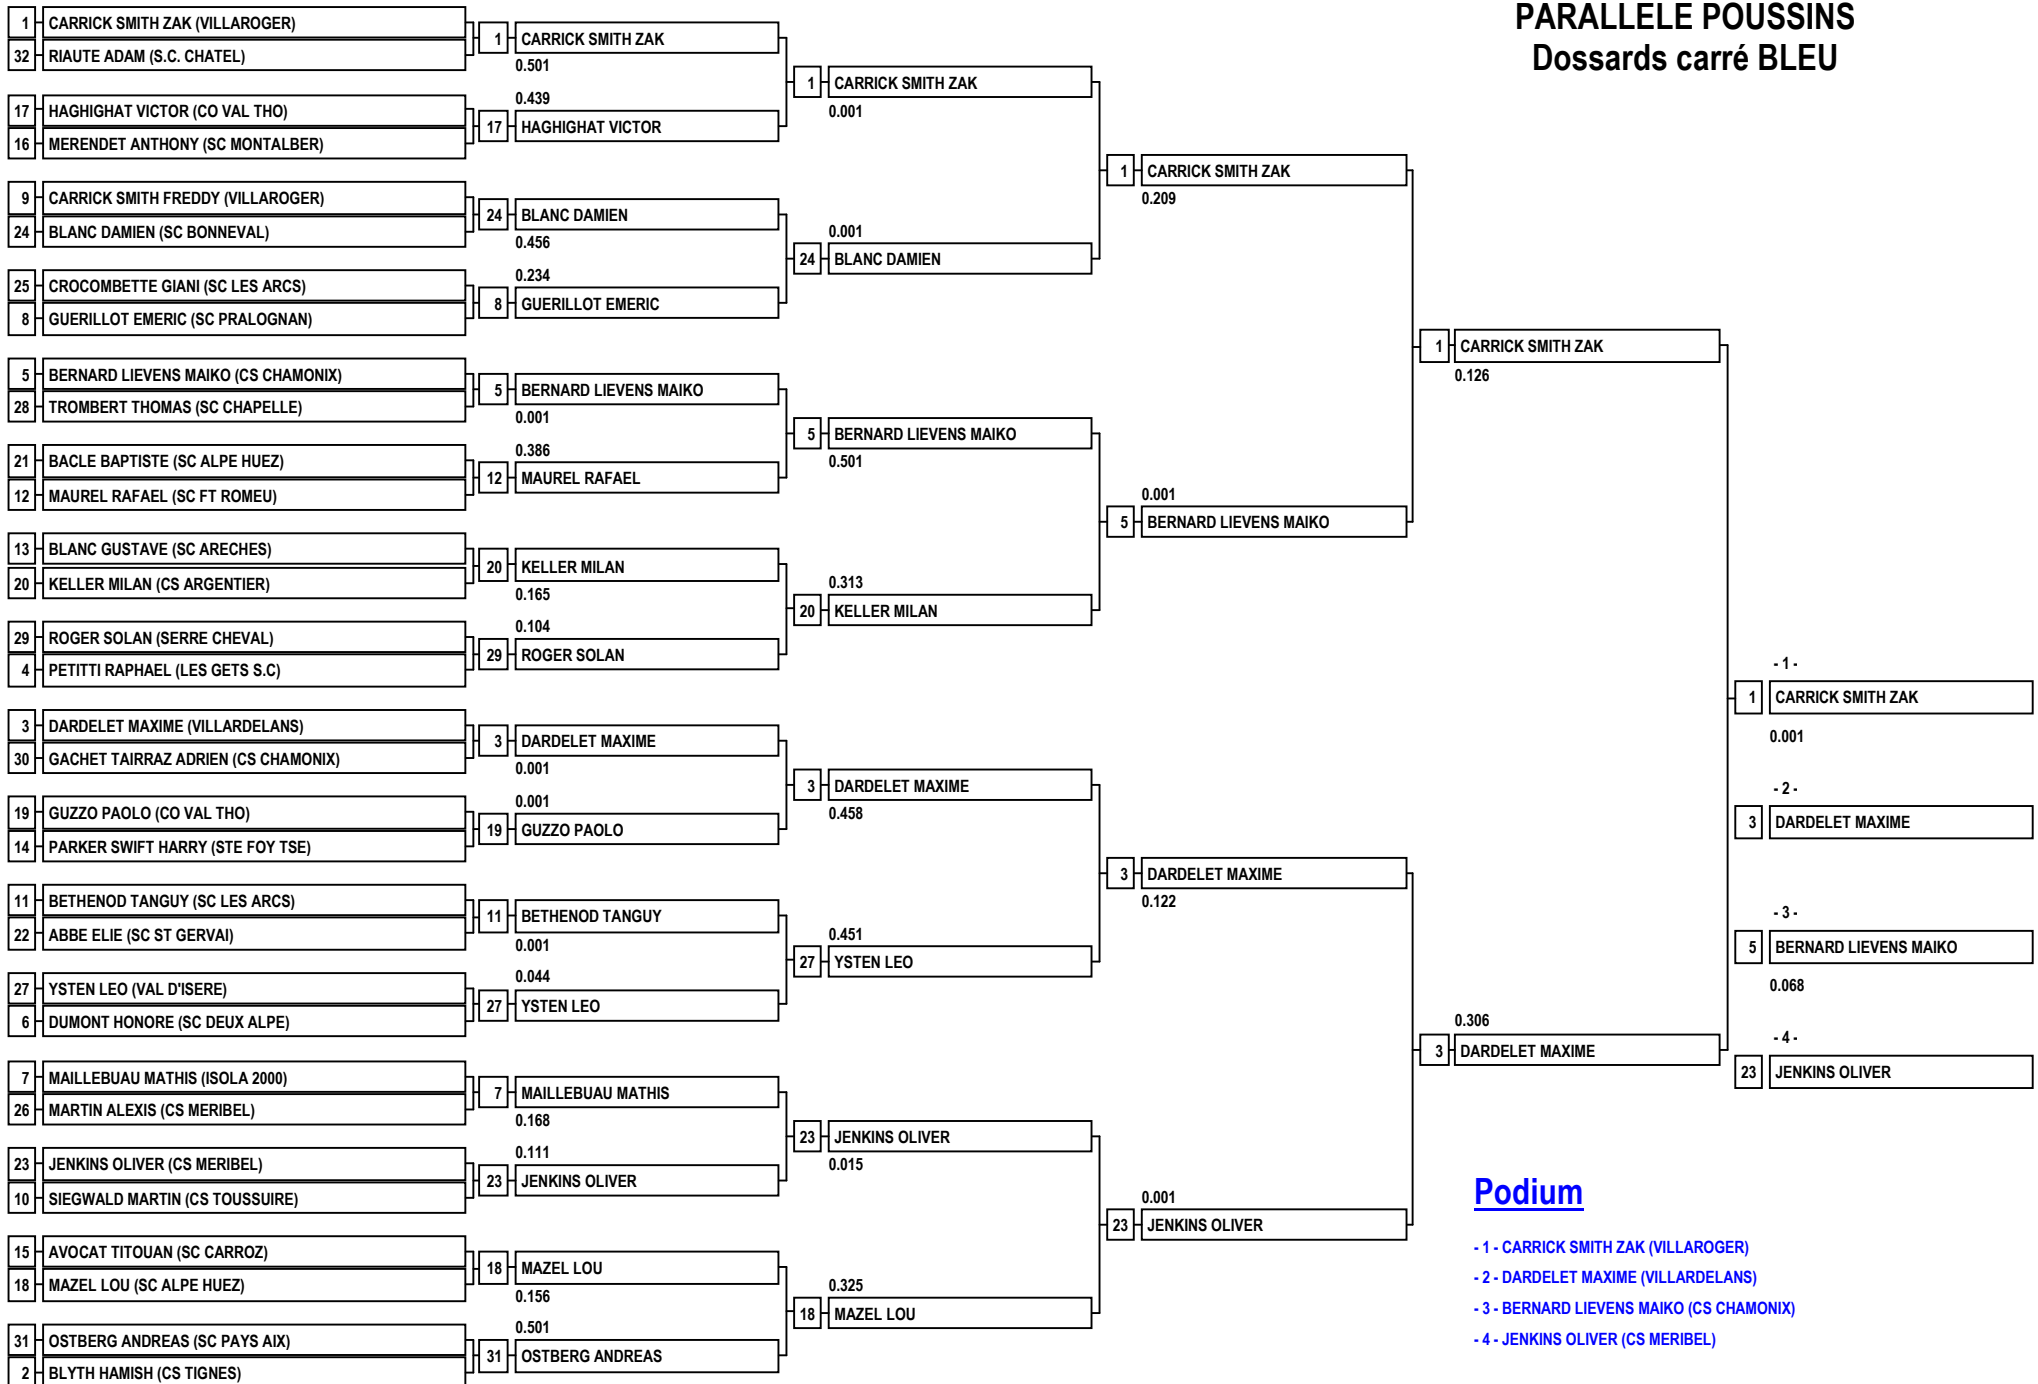 PARALLELE POUSSINS
Dossards carré BLEU
1 CARRICK SMITH ZAK (VILLAROGER)
32 RIAUTE ADAM (S.C. CHATEL)
17 HAGHIGHAT VICTOR (CO VAL THO)
16 MERENDET ANTHONY (SC MONTALBER)
9 CARRICK SMITH FREDDY (VILLAROGER)
24 BLANC DAMIEN (SC BONNEVAL)
25 CROCOMBETTE GIANI (SC LES ARCS)
8 GUERILLOT EMERIC (SC PRALOGNAN)
5 BERNARD LIEVENS MAIKO (CS CHAMONIX)
28 TROMBERT THOMAS (SC CHAPELLE)
21 BACLE BAPTISTE (SC ALPE HUEZ)
12 MAUREL RAFAEL (SC FT ROMEU)
13 BLANC GUSTAVE (SC ARECHES)
20 KELLER MILAN (CS ARGENTIER)
29 ROGER SOLAN (SERRE CHEVAL)
4 PETITTI RAPHAEL (LES GETS S.C)
3 DARDELET MAXIME (VILLARDELANS)
30 GACHET TAIRRAZ ADRIEN (CS CHAMONIX)
19 GUZZO PAOLO (CO VAL THO)
14 PARKER SWIFT HARRY (STE FOY TSE)
11 BETHENOD TANGUY (SC LES ARCS)
22 ABBE ELIE (SC ST GERVAI)
27 YSTEN LEO (VAL D'ISERE)
6 DUMONT HONORE (SC DEUX ALPE)
7 MAILLEBUAU MATHIS (ISOLA 2000)
26 MARTIN ALEXIS (CS MERIBEL)
23 JENKINS OLIVER (CS MERIBEL)
10 SIEGWALD MARTIN (CS TOUSSUIRE)
15 AVOCAT TITOUAN (SC CARROZ)
18 MAZEL LOU (SC ALPE HUEZ)
31 OSTBERG ANDREAS (SC PAYS AIX)
2 BLYTH HAMISH (CS TIGNES)
1 CARRICK SMITH ZAK
0.501
0.439
17 HAGHIGHAT VICTOR
24 BLANC DAMIEN
0.456
0.234
8 GUERILLOT EMERIC
5 BERNARD LIEVENS MAIKO
0.001
0.386
12 MAUREL RAFAEL
20 KELLER MILAN
0.165
0.104
29 ROGER SOLAN
3 DARDELET MAXIME
0.001
0.001
19 GUZZO PAOLO
11 BETHENOD TANGUY
0.001
0.044
27 YSTEN LEO
7 MAILLEBUAU MATHIS
0.168
0.111
23 JENKINS OLIVER
18 MAZEL LOU
0.156
0.501
31 OSTBERG ANDREAS
1 CARRICK SMITH ZAK
0.001
0.001
24 BLANC DAMIEN
5 BERNARD LIEVENS MAIKO
0.501
0.313
20 KELLER MILAN
3 DARDELET MAXIME
0.458
0.451
27 YSTEN LEO
23 JENKINS OLIVER
0.015
0.325
18 MAZEL LOU
1 CARRICK SMITH ZAK
0.209
0.001
5 BERNARD LIEVENS MAIKO
3 DARDELET MAXIME
0.122
0.001
23 JENKINS OLIVER
1 CARRICK SMITH ZAK
0.126
0.306
3 DARDELET MAXIME
- 1 -
1 CARRICK SMITH ZAK
0.001
- 2 -
3 DARDELET MAXIME
- 3 -
5 BERNARD LIEVENS MAIKO
0.068
- 4 -
23 JENKINS OLIVER
Podium
- 1 - CARRICK SMITH ZAK (VILLAROGER)
- 2 - DARDELET MAXIME (VILLARDELANS)
- 3 - BERNARD LIEVENS MAIKO (CS CHAMONIX)
- 4 - JENKINS OLIVER (CS MERIBEL)